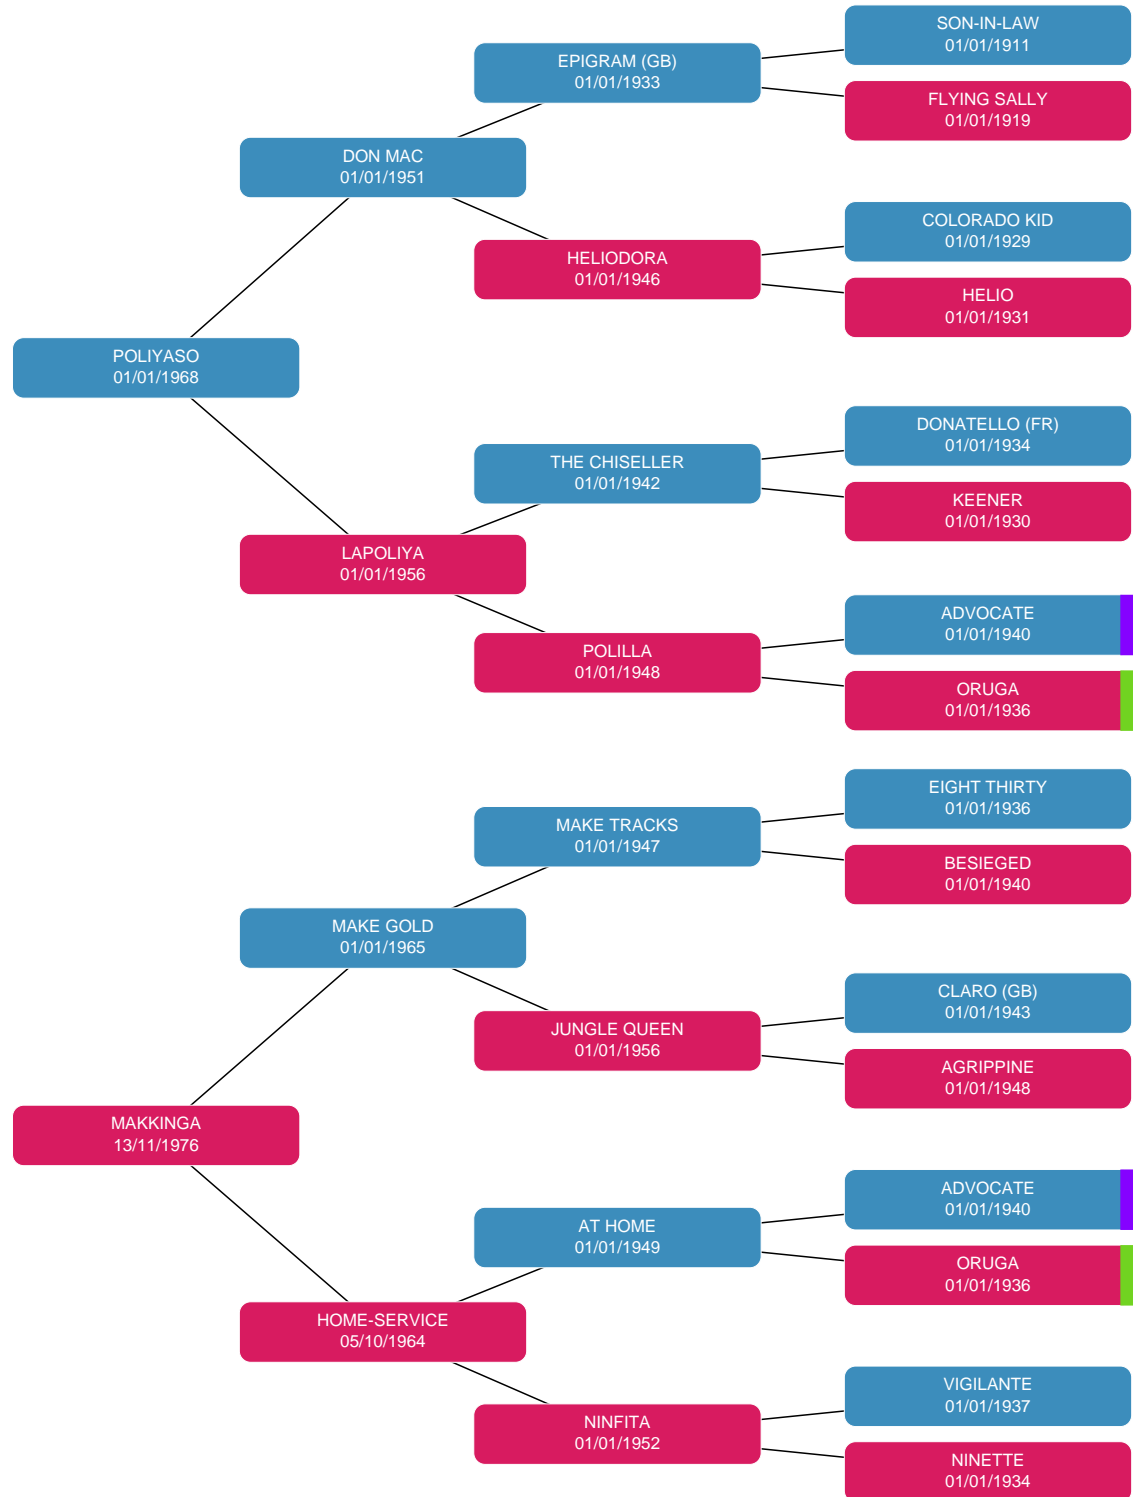 SON-IN-LAW
01/01/1911
EPIGRAM (GB)
01/01/1933
FLYING SALLY
01/01/1919
DON MAC
01/01/1951
COLORADO KID
01/01/1929
HELIODORA
01/01/1946
HELIO
01/01/1931
POLIYASO
01/01/1968
DONATELLO (FR)
01/01/1934
THE CHISELLER
01/01/1942
KEENER
01/01/1930
LAPOLIYA
01/01/1956
ADVOCATE
01/01/1940
POLILLA
01/01/1948
ORUGA
01/01/1936
EIGHT THIRTY
01/01/1936
MAKE TRACKS
01/01/1947
BESIEGED
01/01/1940
MAKE GOLD
01/01/1965
CLARO (GB)
01/01/1943
JUNGLE QUEEN
01/01/1956
AGRIPPINE
01/01/1948
MAKKINGA
13/11/1976
ADVOCATE
01/01/1940
AT HOME
01/01/1949
ORUGA
01/01/1936
HOME-SERVICE
05/10/1964
VIGILANTE
01/01/1937
NINFITA
01/01/1952
NINETTE
01/01/1934